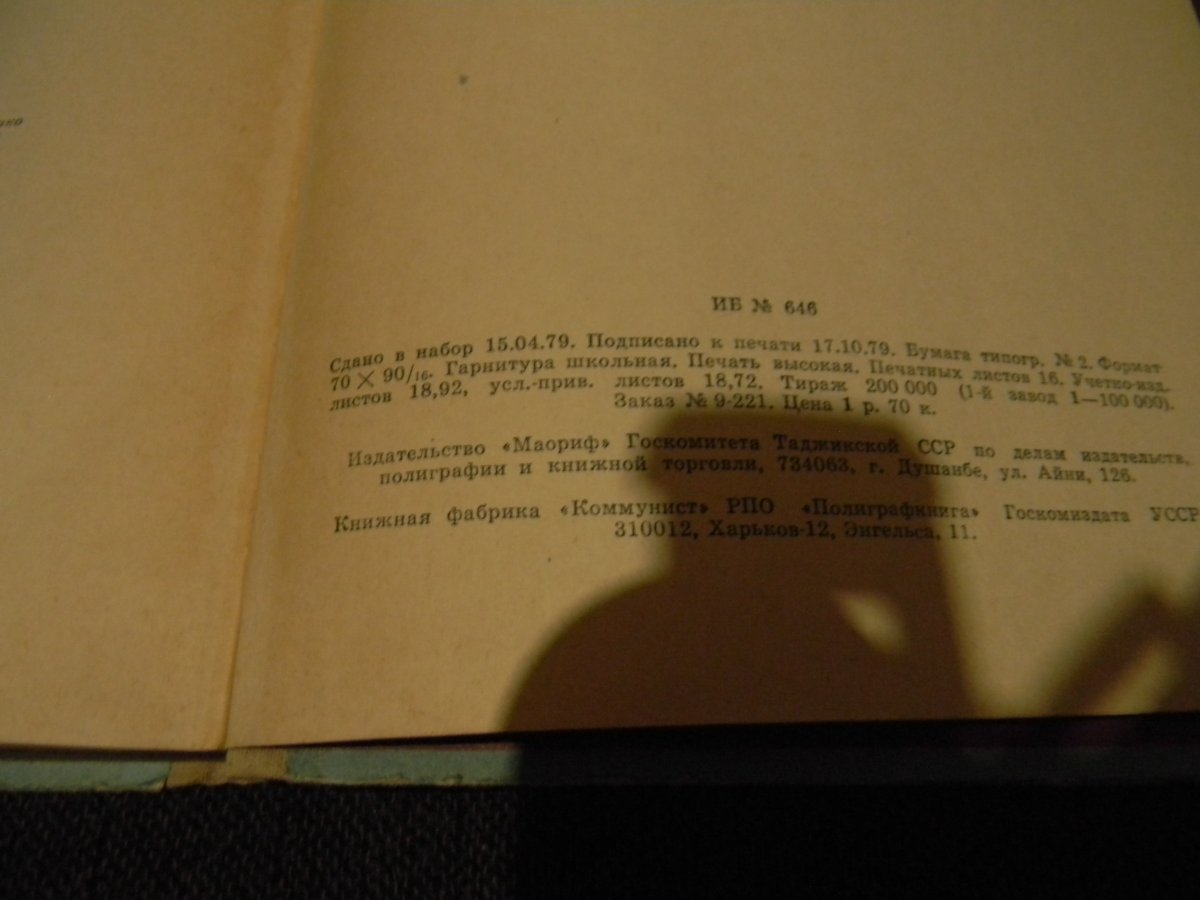 ИБ № 646
Сдано в набор 15.04.79. Подписано к печати 17.10.79. Бумага типогр. № 2. Формат
70 × 90/16. Гарнитура школьная. Печать высокая. Печатных листов 16. Учетно-изд.
листов 18,92, усл.-прив. листов 18,72. Тираж 200 000 (1-й завод 1—100 000).
Заказ № 9-221. Цена 1 р. 70 к.
Издательство «Маориф» Госкомитета Таджикской ССР по делам издательств,
полиграфии и книжной торговли, 734063, г. Душанбе, ул. Айни, 126.
Книжная фабрика «Коммунист» РПО «Полиграфкнига» Госкомиздата УССР
310012, Харьков-12, Энгельса, 11.